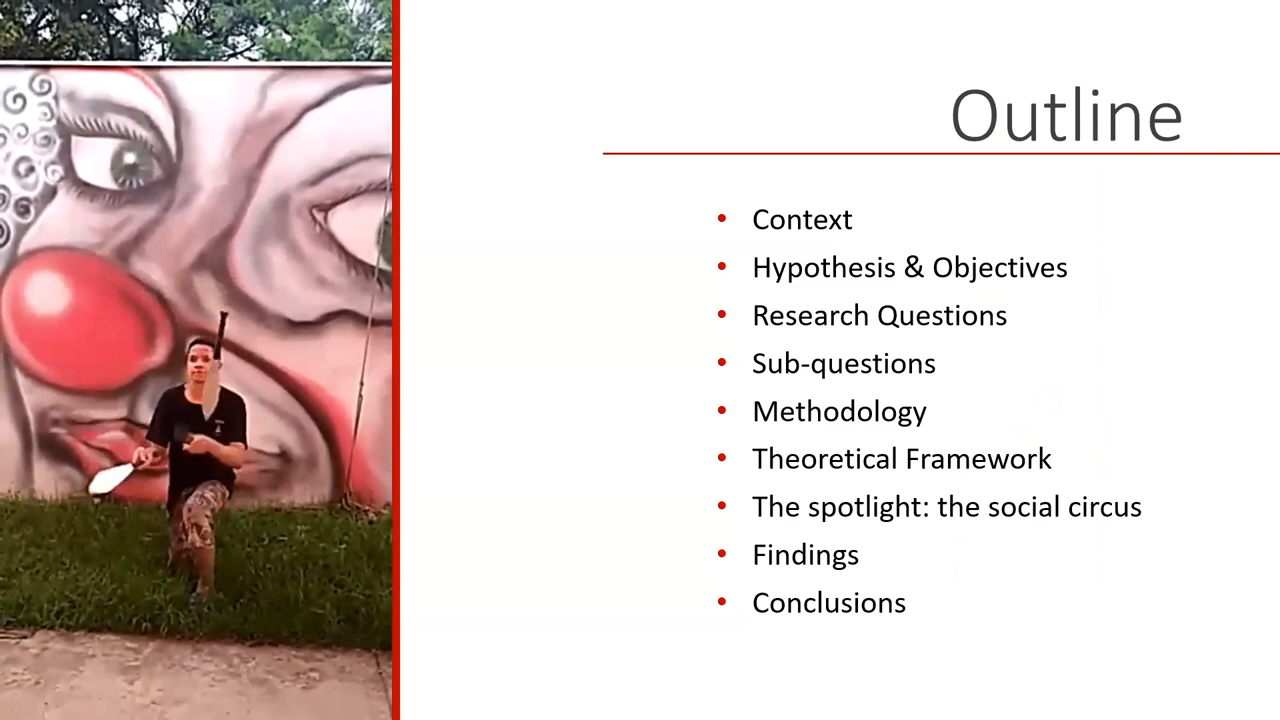 Outline
• Context
• Hypothesis & Objectives
• Research Questions
• Sub-questions
• Methodology
• Theoretical Framework
• The spotlight: the social circus
• Findings
• Conclusions